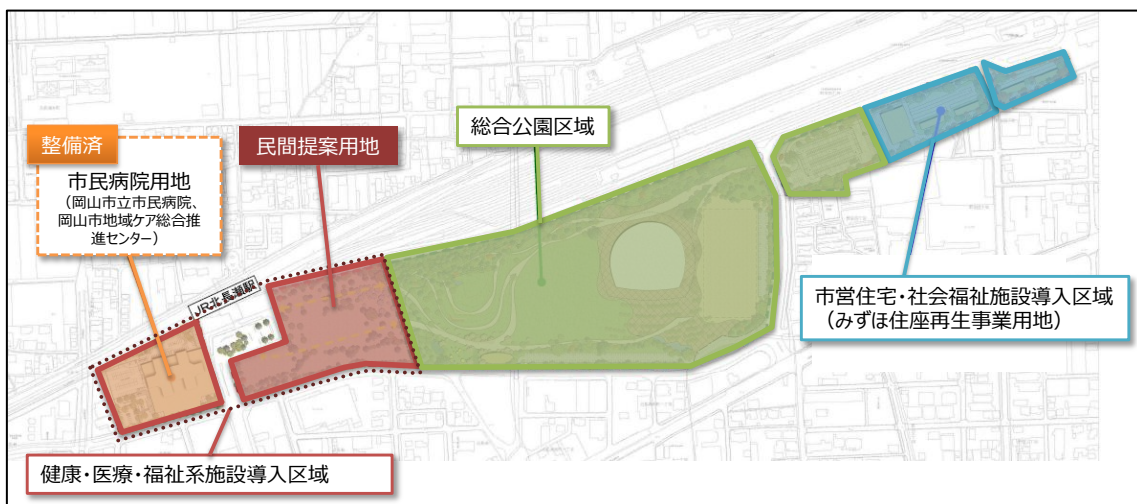 整備済
市民病院用地
（岡山市立市民病院、
岡山市地域ケア総合推
進センター）
民間提案用地
総合公園区域
JR北長瀬駅
市営住宅・社会福祉施設導入区域
（みずほ住座再生事業用地）
健康・医療・福祉系施設導入区域